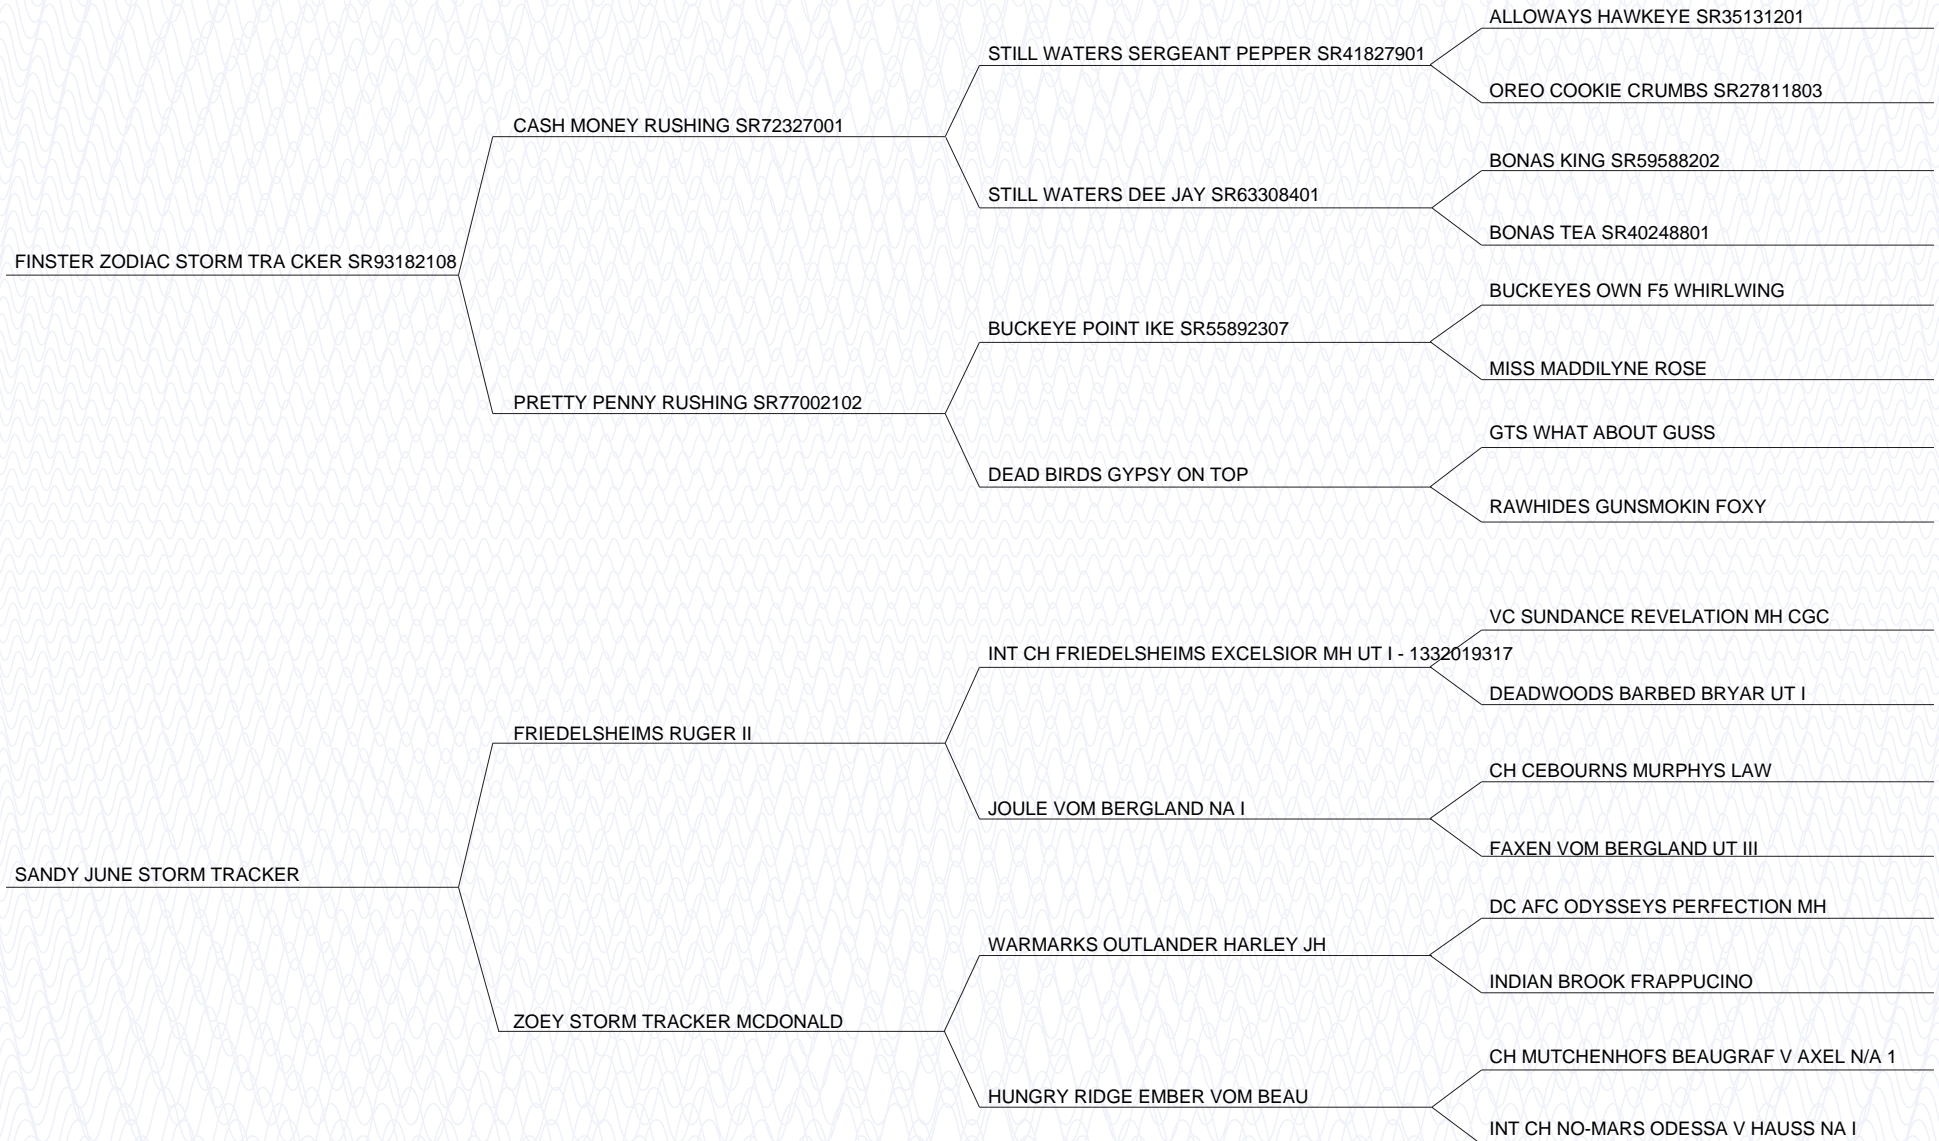 ALLOWAYS HAWKEYE SR35131201
STILL WATERS SERGEANT PEPPER SR41827901
OREO COOKIE CRUMBS SR27811803
CASH MONEY RUSHING SR72327001
BONAS KING SR59588202
STILL WATERS DEE JAY SR63308401
BONAS TEA SR40248801
FINSTER ZODIAC STORM TRA CKER SR93182108
BUCKEYES OWN F5 WHIRLWING
BUCKEYE POINT IKE SR55892307
MISS MADDILYNE ROSE
PRETTY PENNY RUSHING SR77002102
GTS WHAT ABOUT GUSS
DEAD BIRDS GYPSY ON TOP
RAWHIDES GUNSMOKIN FOXY
VC SUNDANCE REVELATION MH CGC
INT CH FRIEDELSHEIMS EXCELSIOR MH UT I - 1332019317
DEADWOODS BARBED BRYAR UT I
FRIEDELSHEIMS RUGER II
CH CEBOURNS MURPHYS LAW
JOULE VOM BERGLAND NA I
FAXEN VOM BERGLAND UT III
SANDY JUNE STORM TRACKER
DC AFC ODYSSEYS PERFECTION MH
WARMARKS OUTLANDER HARLEY JH
INDIAN BROOK FRAPPUCINO
ZOEY STORM TRACKER MCDONALD
CH MUTCHENHOFS BEAUGRAF V AXEL N/A 1
HUNGRY RIDGE EMBER VOM BEAU
INT CH NO-MARS ODESSA V HAUSS NA I